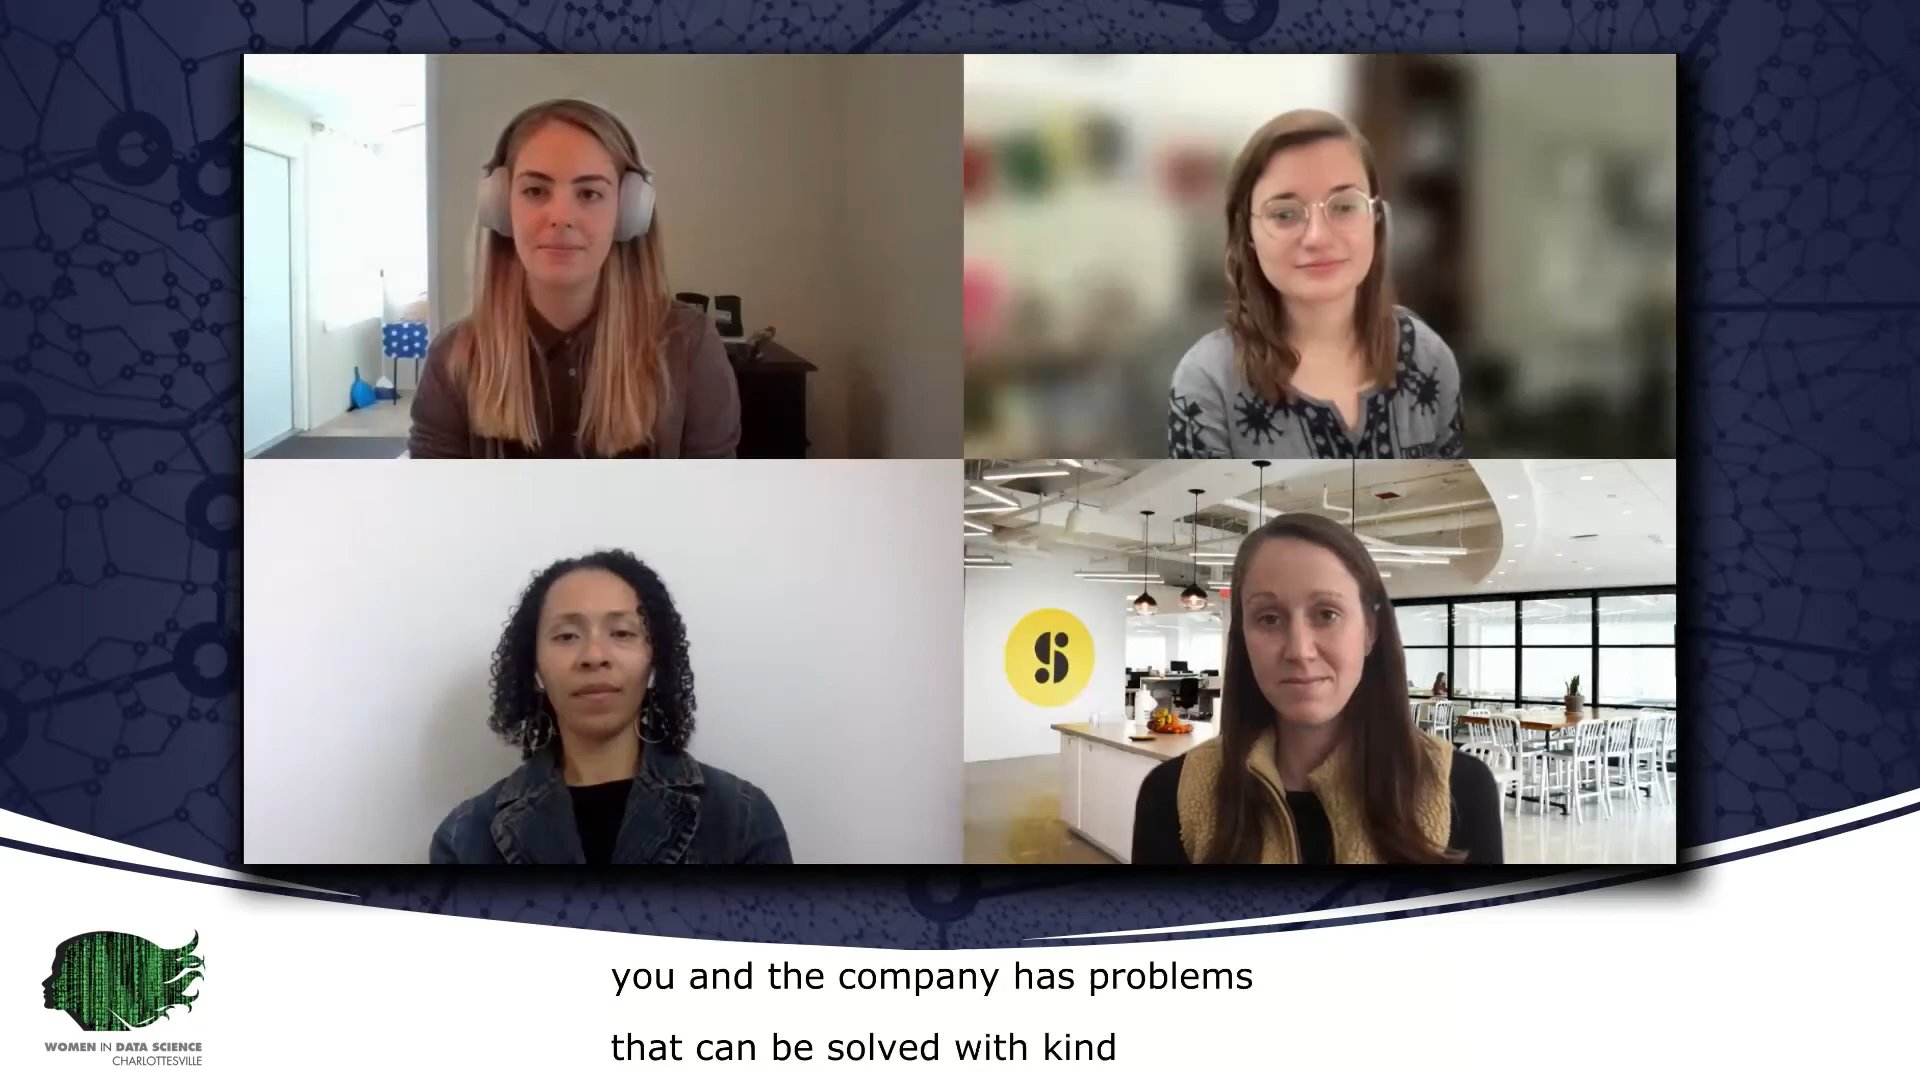 S
you and the company has problems
that can be solved with kind
WOMEN IN DATA SCIENCE
CHARLOTTESVILLE